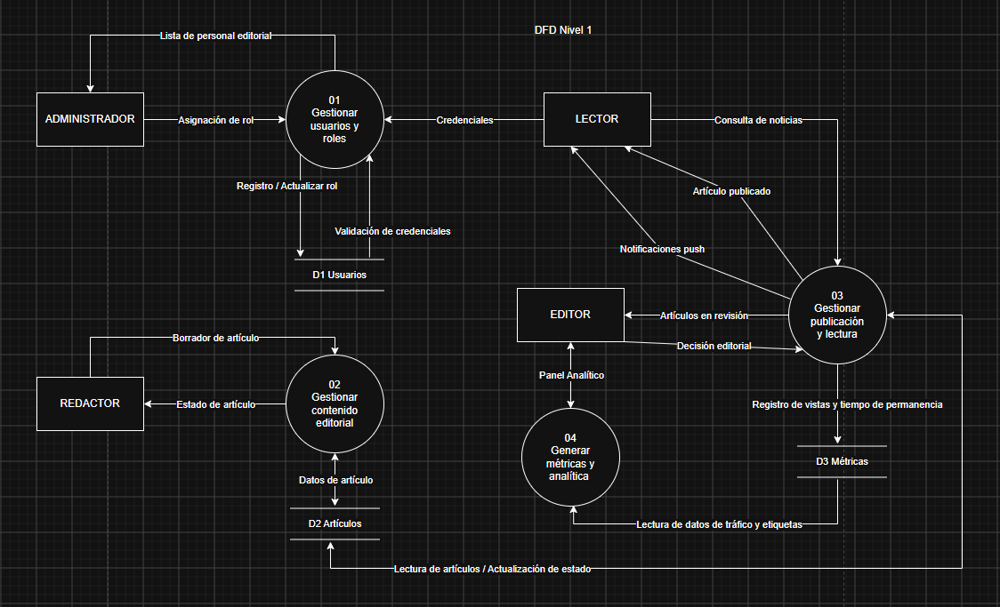 DFD Nivel 1
Lista de personal editorial
ADMINISTRADOR
Asignación de rol
01
Gestionar
usuarios y
roles
Credenciales
LECTOR
Consulta de noticias
Registro / Actualizar rol
Validación de credenciales
D1 Usuarios
Artículo publicado
Notificaciones push
03
Gestionar
publicación
y lectura
EDITOR
Artículos en revisión
Decisión editorial
Panel Analítico
Borrador de artículo
REDACTOR
Estado de artículo
02
Gestionar
contenido
editorial
Datos de artículo
D2 Artículos
04
Generar
métricas y
analítica
Registro de vistas y tiempo de permanencia
D3 Métricas
Lectura de datos de tráfico y etiquetas
Lectura de artículos / Actualización de estado